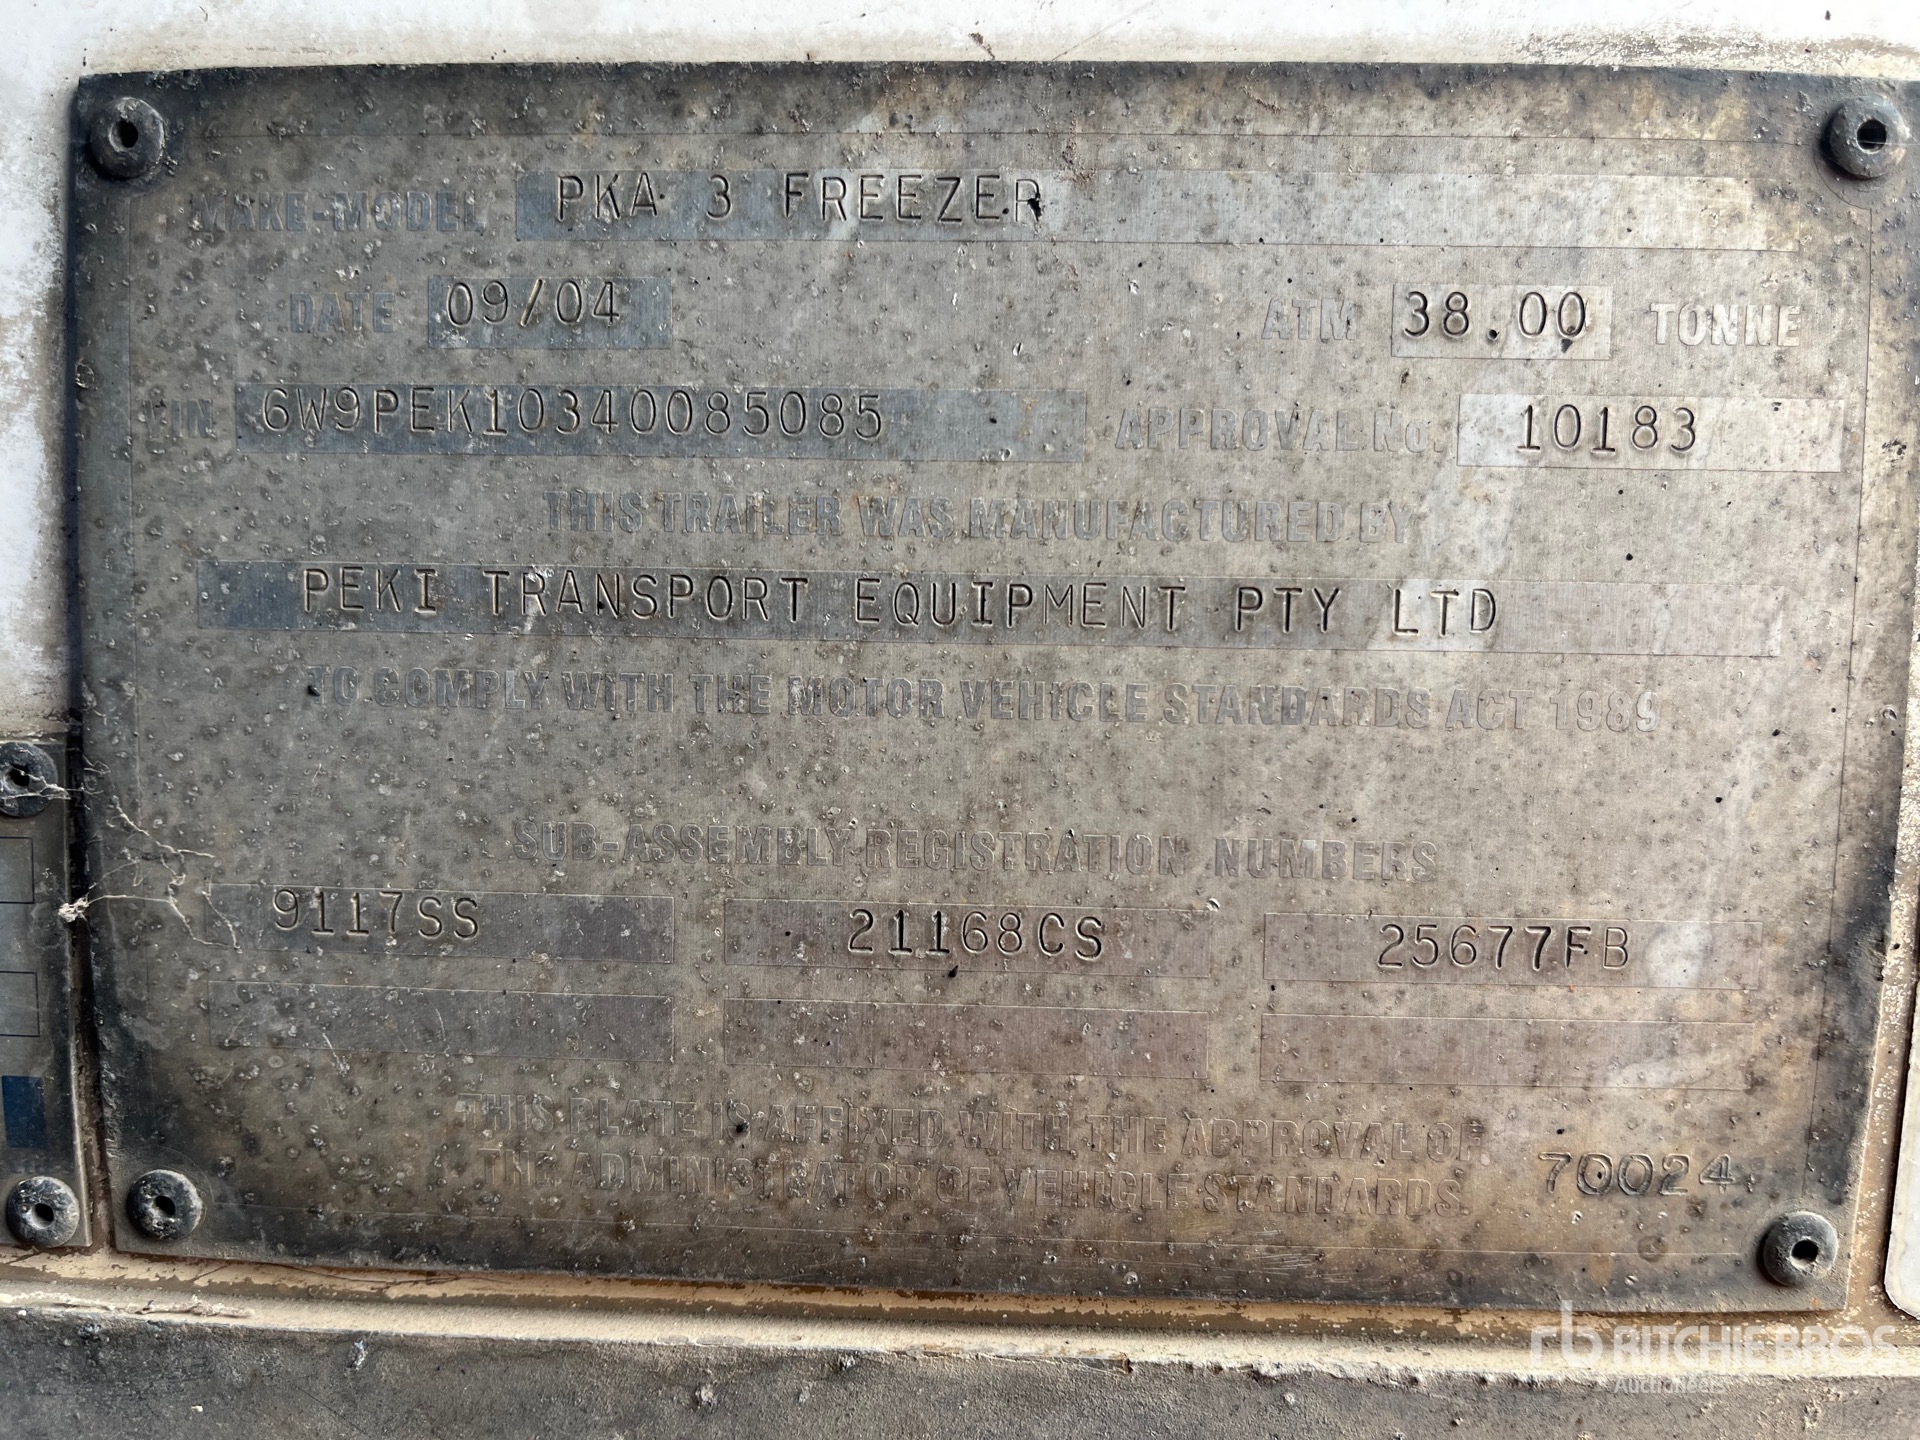 MAKE-MODEL PKA 3 FREEZER
DATE 09/04 ATM 38.00 TONNE
VIN 6W9PEK10340085085 APPROVAL No. 10183
THIS TRAILER WAS MANUFACTURED BY
PEKI TRANSPORT EQUIPMENT PTY LTD
TO COMPLY WITH THE MOTOR VEHICLE STANDARDS ACT 1989
SUB-ASSEMBLY REGISTRATION NUMBERS
9117SS 21168CS 25677FB
THIS PLATE IS AFFIXED WITH THE APPROVAL OF
THE ADMINISTRATOR OF VEHICLE STANDARDS. 70024
rb RITCHIE BROS
Auctioneers